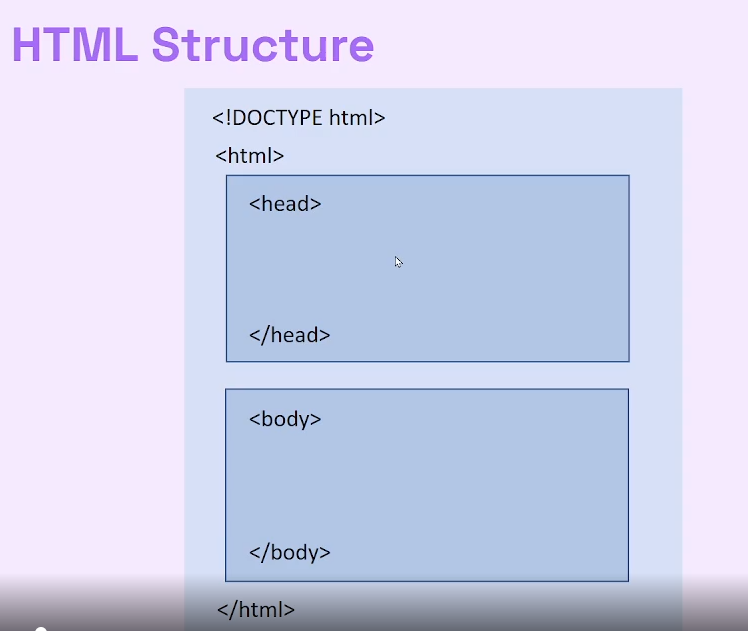 HTML Structure
<!DOCTYPE html>
<html>
<head>
</head>
<body>
</body>
</html>